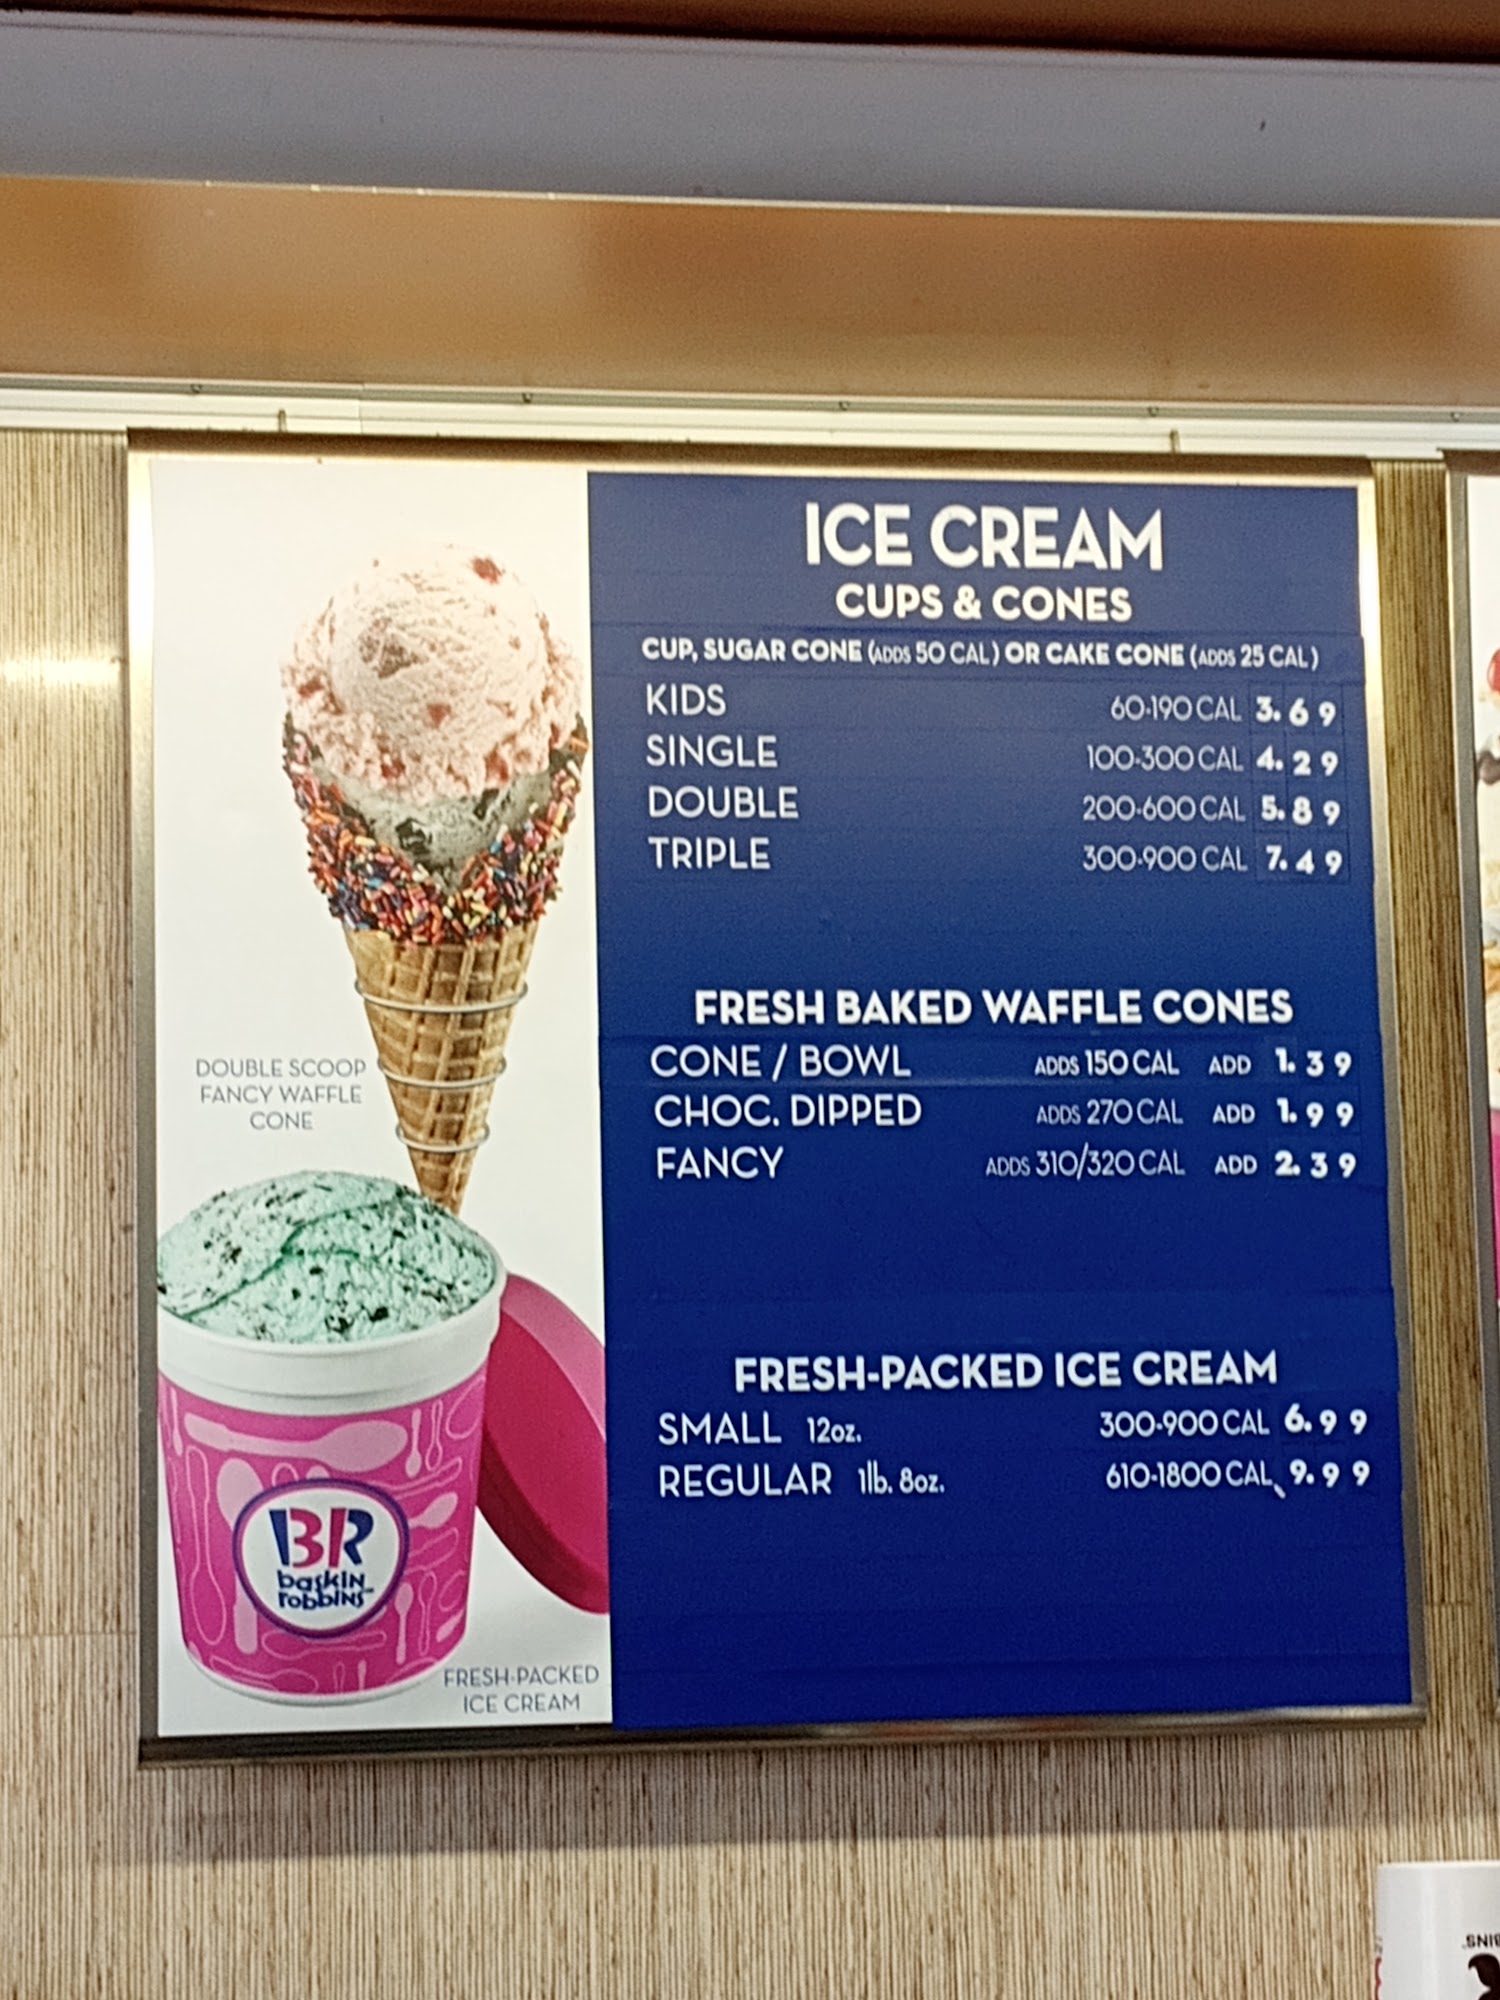 ICE CREAM
CUPS & CONES
CUP, SUGAR CONE (ADDS 50 CAL) OR CAKE CONE (ADDS 25 CAL)
KIDS 60-190 CAL 3.69
SINGLE 100-300 CAL 4.29
DOUBLE 200-600 CAL 5.89
TRIPLE 300-900 CAL 7.49
FRESH BAKED WAFFLE CONES
CONE / BOWL ADDS 150 CAL ADD 1.39
CHOC. DIPPED ADDS 270 CAL ADD 1.99
FANCY ADDS 310/320 CAL ADD 2.39
FRESH-PACKED ICE CREAM
SMALL 12oz. 300-900 CAL 6.99
REGULAR 1lb. 8oz. 610-1800 CAL 9.99
DOUBLE SCOOP
FANCY WAFFLE
CONE
BR
baskin
robbins
FRESH-PACKED
ICE CREAM